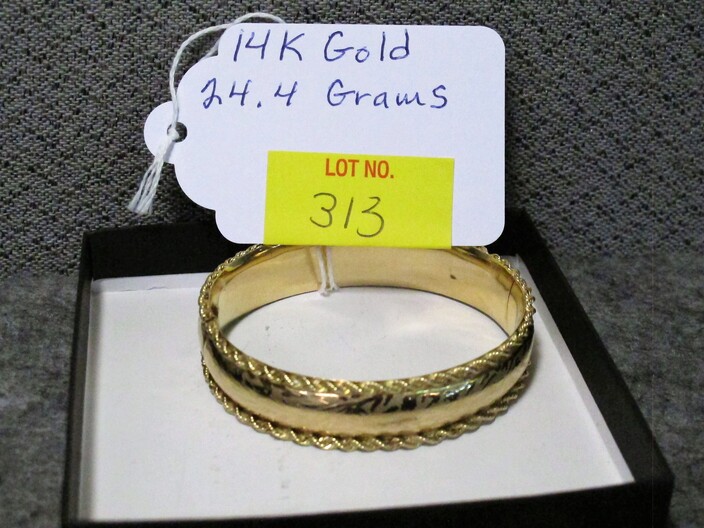 14K Gold
24.4 Grams
LOT NO.
313